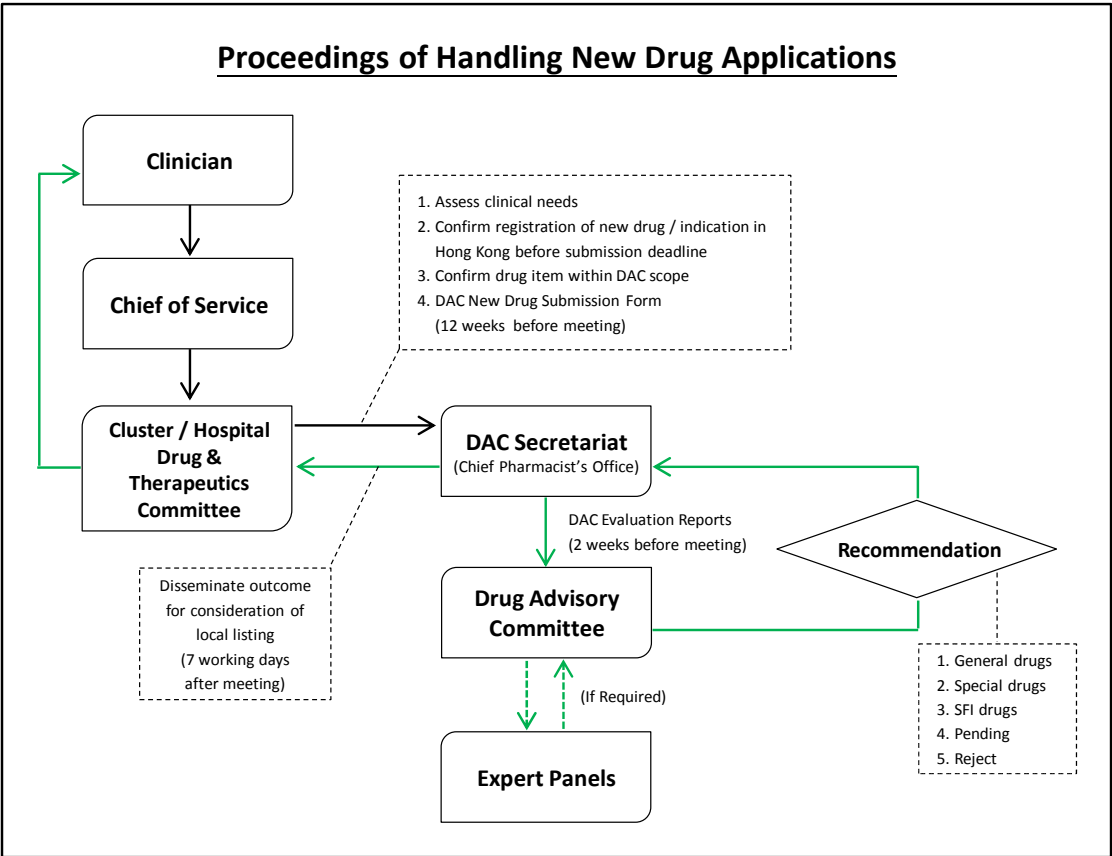 Proceedings of Handling New Drug Applications
Clinician
Chief of Service
1. Assess clinical needs
2. Confirm registration of new drug / indication in
Hong Kong before submission deadline
3. Confirm drug item within DAC scope
4. DAC New Drug Submission Form
(12 weeks before meeting)
Cluster / Hospital
Drug &
Therapeutics
Committee
DAC Secretariat
(Chief Pharmacist's Office)
DAC Evaluation Reports
(2 weeks before meeting)
Recommendation
Disseminate outcome
for consideration of
local listing
(7 working days
after meeting)
Drug Advisory
Committee
(If Required)
1. General drugs
2. Special drugs
3. SFI drugs
4. Pending
5. Reject
Expert Panels